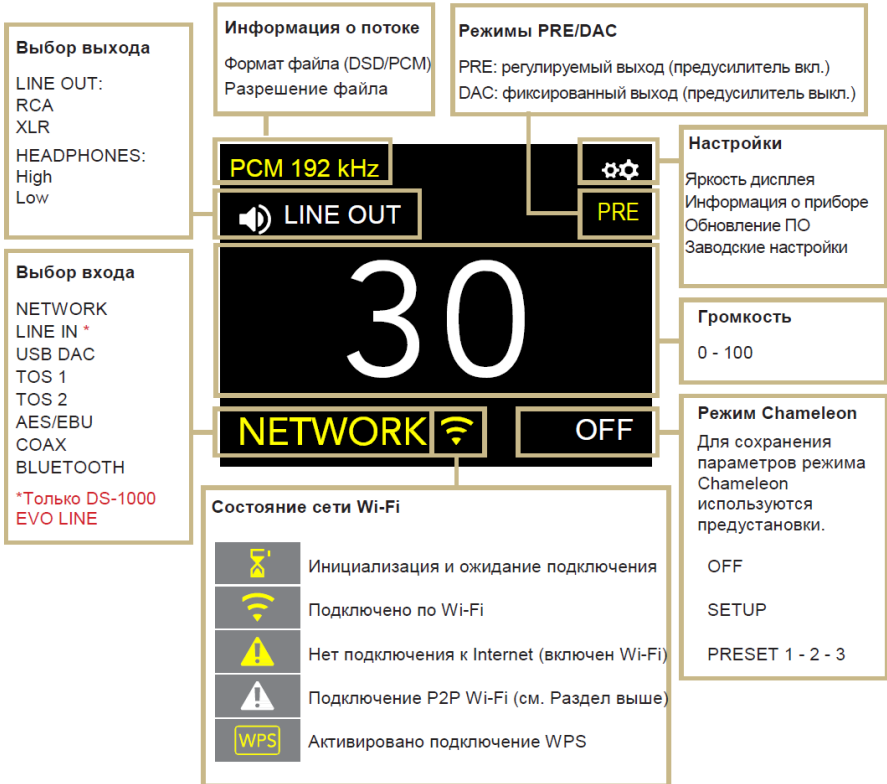 Выбор выхода
LINE OUT:
RCA
XLR
HEADPHONES:
High
Low
Информация о потоке
Формат файла (DSD/PCM)
Разрешение файла
Режимы PRE/DAC
PRE: регулируемый выход (предусилитель вкл.)
DAC: фиксированный выход (предусилитель выкл.)
PCM 192 kHz
LINE OUT
PRE
30
NETWORK
OFF
Настройки
Яркость дисплея
Информация о приборе
Обновление ПО
Заводские настройки
Выбор входа
NETWORK
LINE IN *
USB DAC
TOS 1
TOS 2
AES/EBU
COAX
BLUETOOTH
*Только DS-1000
EVO LINE
Громкость
0 - 100
Режим Chameleon
Для сохранения
параметров режима
Chameleon
используются
предустановки.
OFF
SETUP
PRESET 1 - 2 - 3
Состояние сети Wi-Fi
Инициализация и ожидание подключения
Подключено по Wi-Fi
Нет подключения к Internet (включен Wi-Fi)
Подключение P2P Wi-Fi (см. Раздел выше)
WPS
Активировано подключение WPS